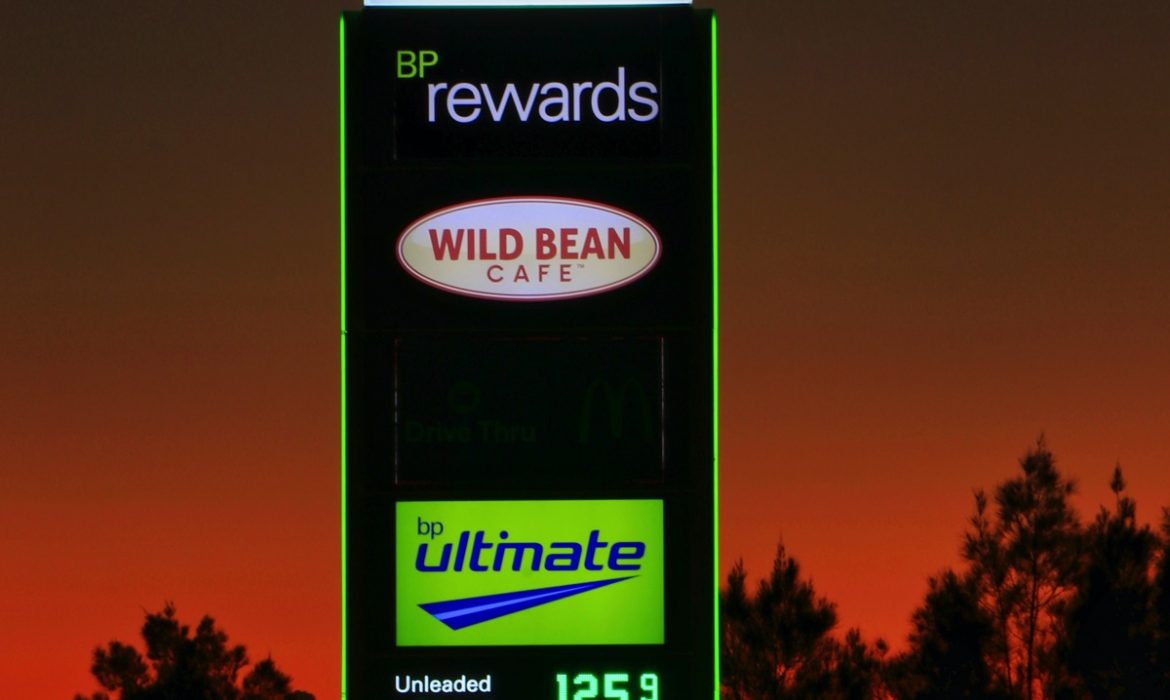 BP
rewards
WILD BEAN
CAFE™
Drive Thru
bp
ultimate
Unleaded 125.9